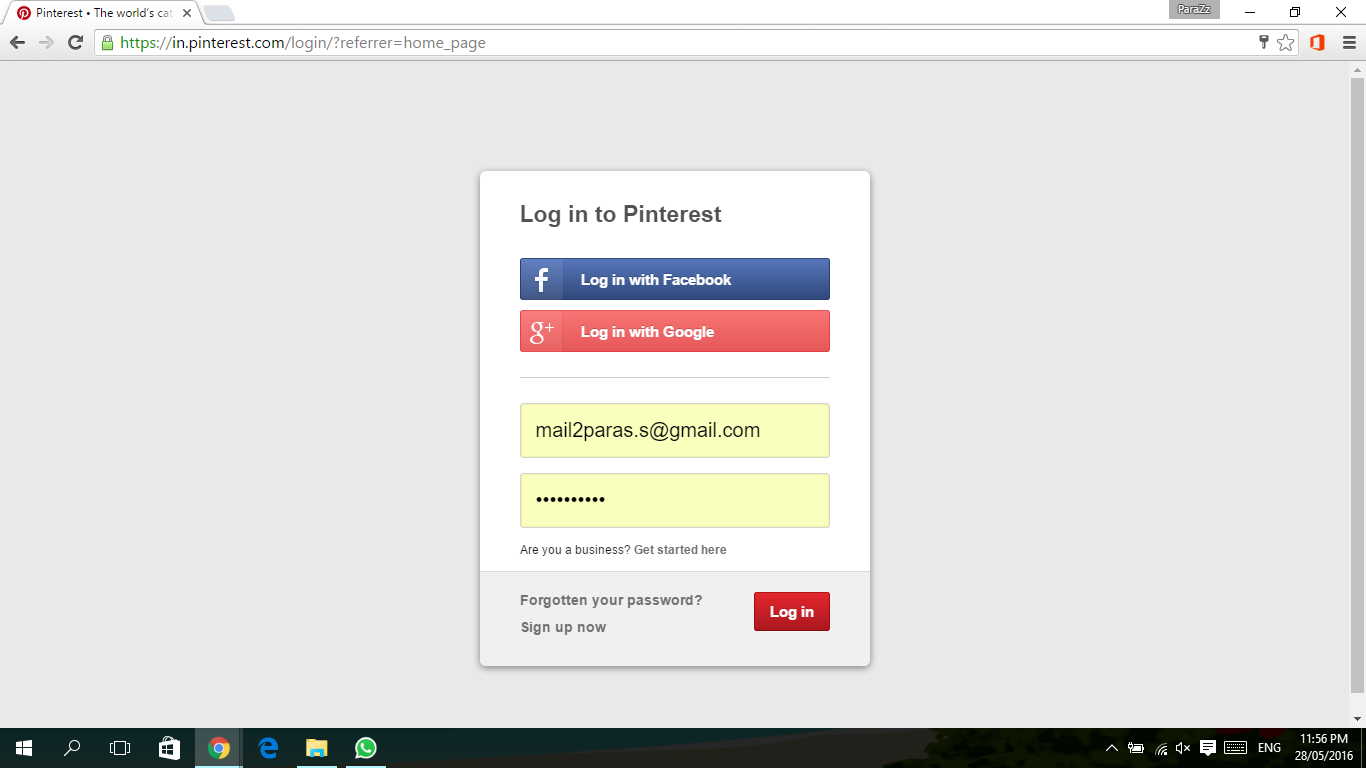 Pinterest • The world's cat
ParaZz
https://in.pinterest.com/login/?referrer=home_page
Log in to Pinterest
f Log in with Facebook
g+ Log in with Google
mail2paras.s@gmail.com
••••••••••
Are you a business? Get started here
Forgotten your password?
Log in
Sign up now
ENG
11:56 PM
28/05/2016